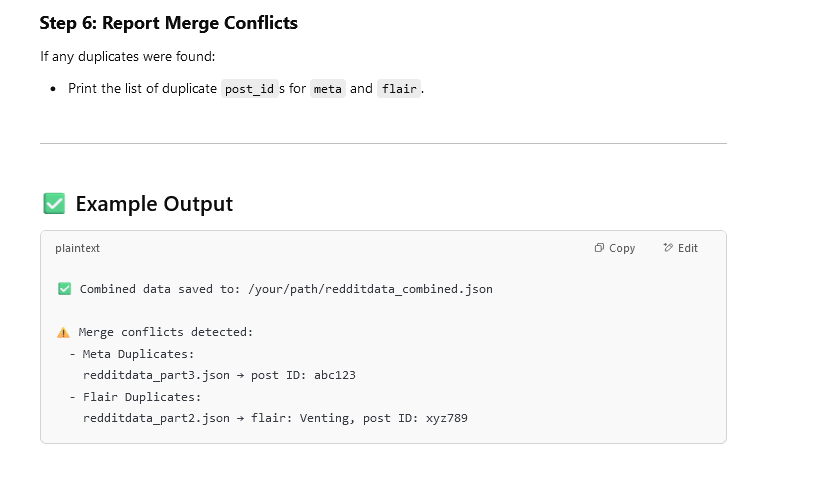 Step 6: Report Merge Conflicts
If any duplicates were found:
• Print the list of duplicate post_id s for meta and flair .
✅ Example Output
plaintext
Copy
Edit
✅ Combined data saved to: /your/path/redditdata_combined.json
⚠️ Merge conflicts detected:
- Meta Duplicates:
redditdata_part3.json → post ID: abc123
- Flair Duplicates:
redditdata_part2.json → flair: Venting, post ID: xyz789